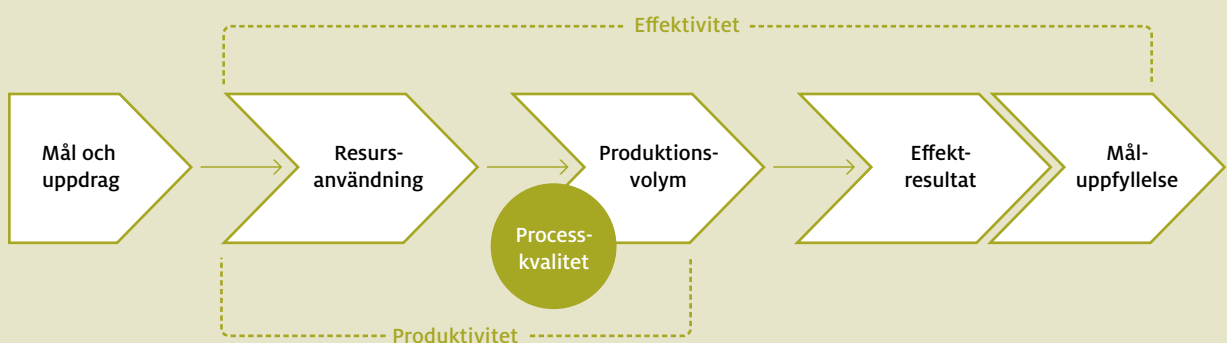 Effektivitet
Mål och
uppdrag
Resurs-
användning
Produktions-
volym
Effekt-
resultat
Mål-
uppfyllelse
Process-
kvalitet
Produktivitet